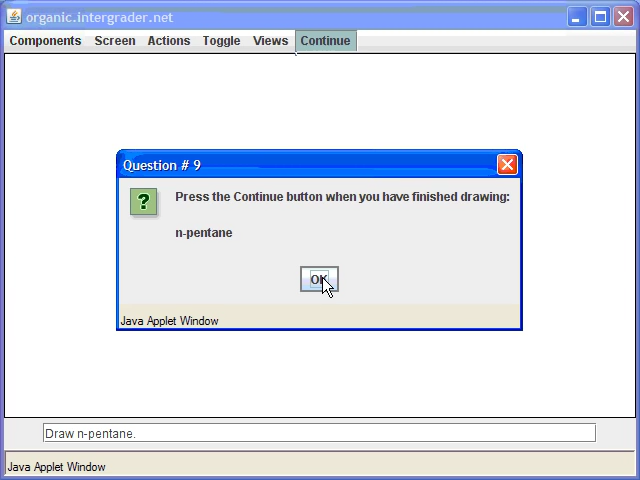 organic.intergrader.net
Components Screen Actions Toggle Views Continue
Question # 9
?
Press the Continue button when you have finished drawing:
n-pentane
OK
Java Applet Window
Draw n-pentane.
Java Applet Window